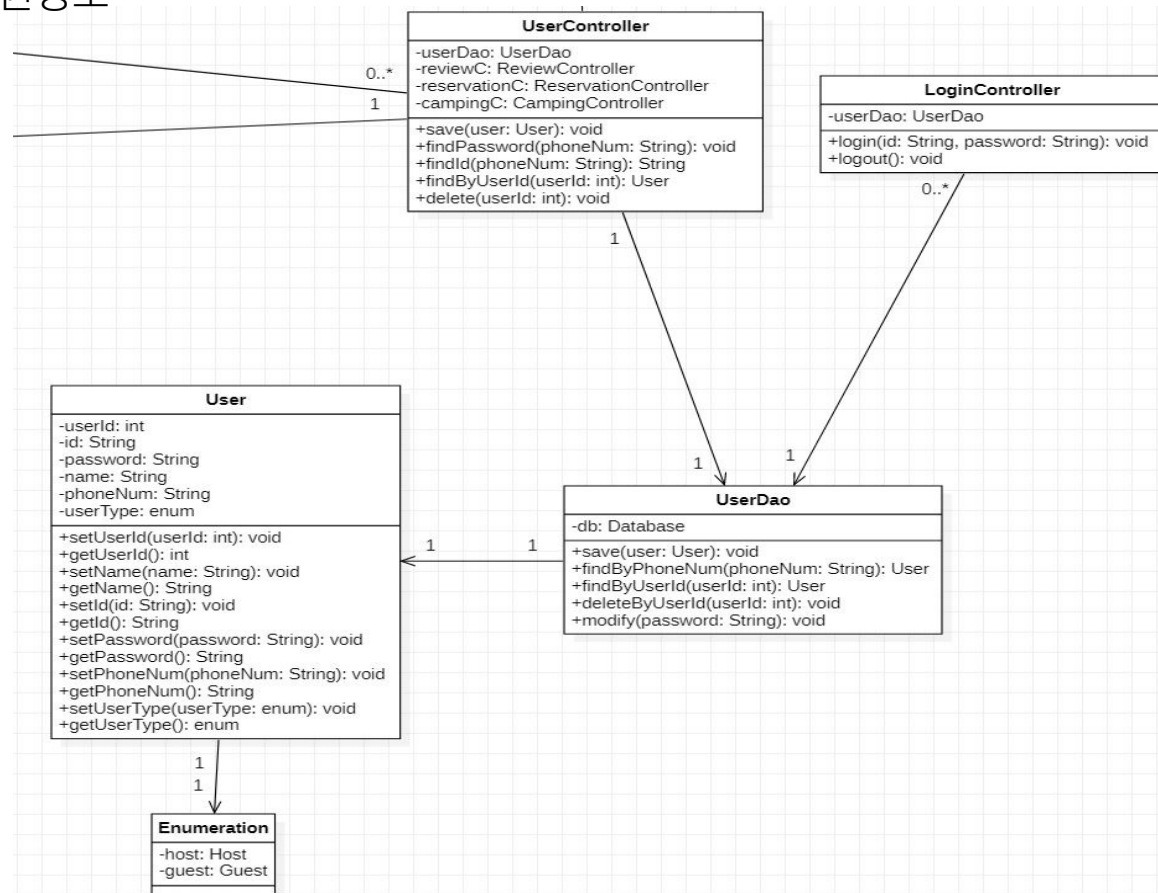 UserController
-userDao: UserDao
-reviewC: ReviewController
-reservationC: ReservationController
-campingC: CampingController
+save(user: User): void
+findPassword(phoneNum: String): void
+findId(phoneNum: String): String
+findByUserId(userId: int): User
+delete(userId: int): void
0..*
1
LoginController
-userDao: UserDao
+login(id: String, password: String): void
+logout(): void
0..*
1
1
1
User
-userId: int
-id: String
-password: String
-name: String
-phoneNum: String
-userType: enum
+setUserId(userId: int): void
+getUserId(): int
+setName(name: String): void
+getName(): String
+setId(id: String): void
+getId(): String
+setPassword(password: String): void
+getPassword(): String
+setPhoneNum(phoneNum: String): void
+getPhoneNum(): String
+setUserType(userType: enum): void
+getUserType(): enum
1
1
UserDao
-db: Database
+save(user: User): void
+findByPhoneNum(phoneNum: String): User
+findByUserId(userId: int): User
+deleteByUserId(userId: int): void
+modify(password: String): void
1
1
Enumeration
-host: Host
-guest: Guest